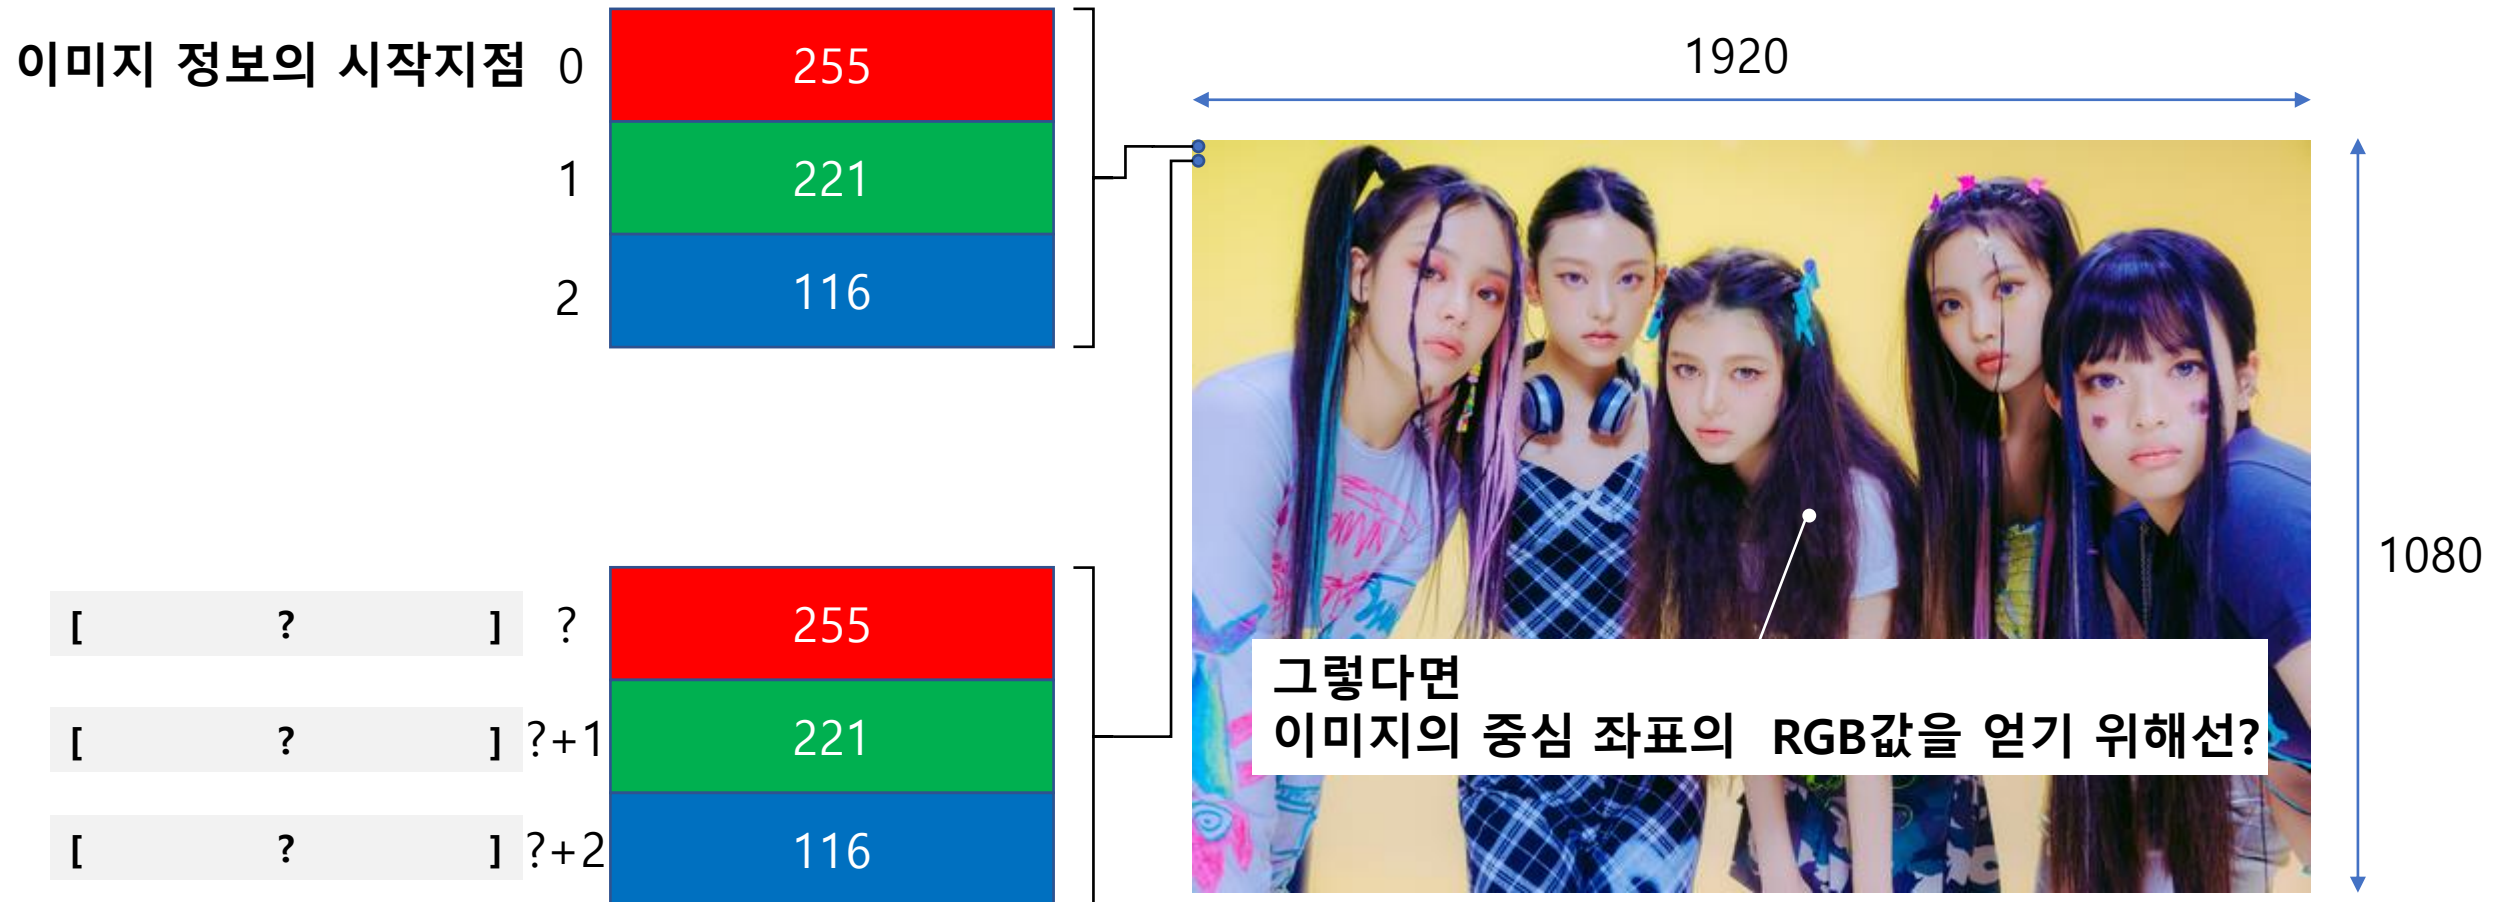 이미지 정보의 시작지점 0
255
1
221
2
116
1920
1080
[ ? ] ?
255
[ ? ] ?+1
221
[ ? ] ?+2
116
그렇다면
이미지의 중심 좌표의 RGB값을 얻기 위해선?